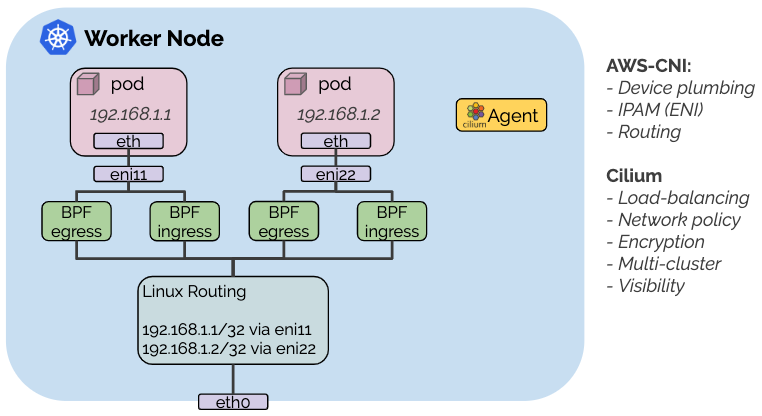 Worker Node
pod
192.168.1.1
eth
eni11
pod
192.168.1.2
eth
eni22
cilium
Agent
BPF
egress
BPF
ingress
BPF
egress
BPF
ingress
Linux Routing
192.168.1.1/32 via eni11
192.168.1.2/32 via eni22
eth0
AWS-CNI:
- Device plumbing
- IPAM (ENI)
- Routing
Cilium
- Load-balancing
- Network policy
- Encryption
- Multi-cluster
- Visibility